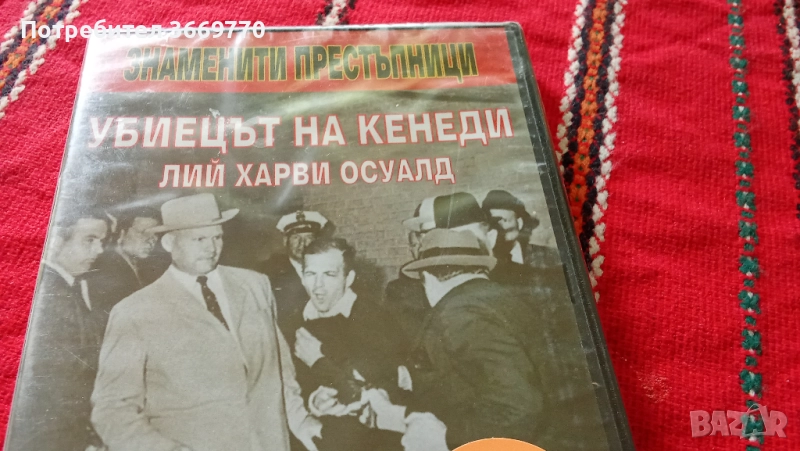 Потребител 3669770
ЗНАМЕНИТИ ПРЕСТЪПНИЦИ
УБИЕЦЪТ НА КЕНЕДИ
ЛИЙ ХАРВИ ОСУАЛД
BAZAR